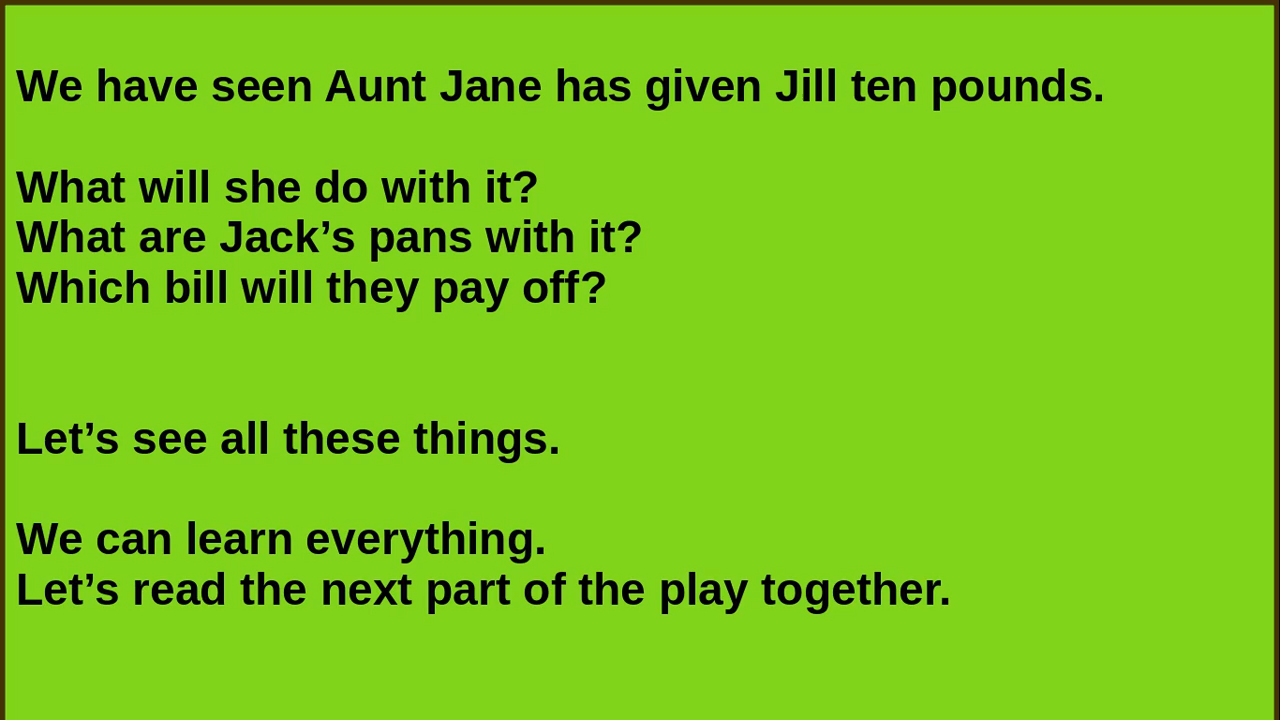 We have seen Aunt Jane has given Jill ten pounds.
What will she do with it?
What are Jack’s pans with it?
Which bill will they pay off?
Let’s see all these things.
We can learn everything.
Let’s read the next part of the play together.